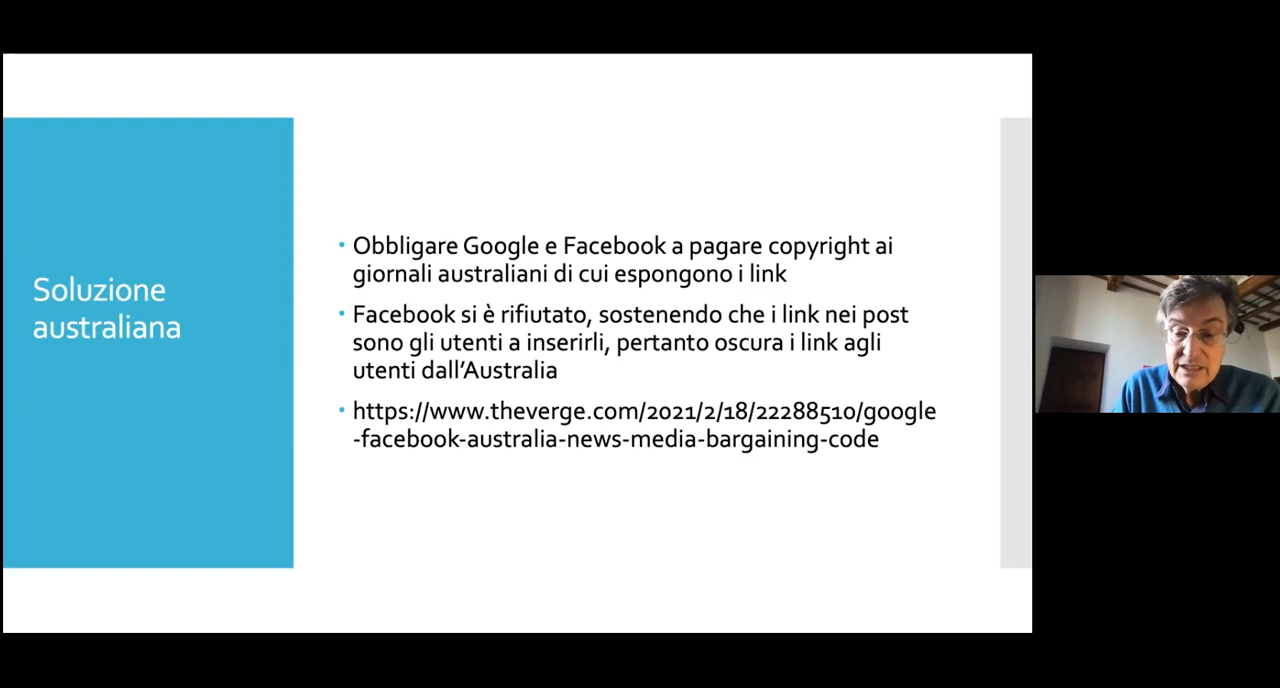 Soluzione
australiana
• Obbligare Google e Facebook a pagare copyright ai
giornali australiani di cui espongono i link
• Facebook si è rifiutato, sostenendo che i link nei post
sono gli utenti a inserirli, pertanto oscura i link agli
utenti dall'Australia
• https://www.theverge.com/2021/2/18/22288510/google
-facebook-australia-news-media-bargaining-code